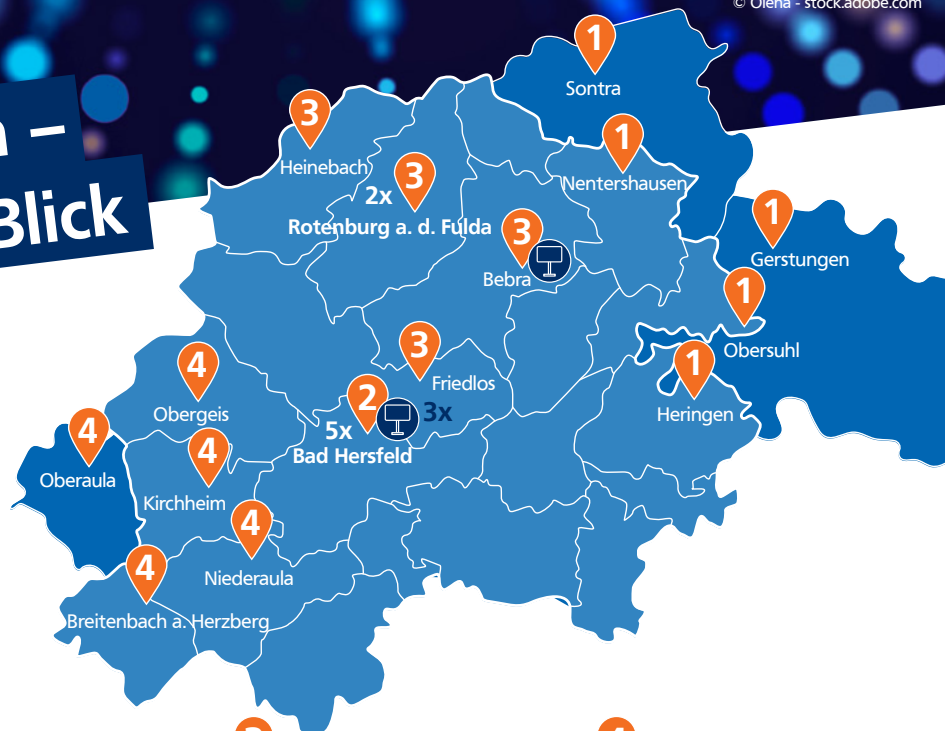 © Olena - stock.adobe.com
–
Blick
1
Sontra
3
Heinebach
1
Nentershausen
2x 3
Rotenburg a. d. Fulda
1
Gerstungen
3
Bebra
1
Obersuhl
3
Friedlos
1
Heringen
4
Obergeis
2
5x 3x
Bad Hersfeld
4
Oberaula
4
Kirchheim
4
Niederaula
4
Breitenbach a. Herzberg